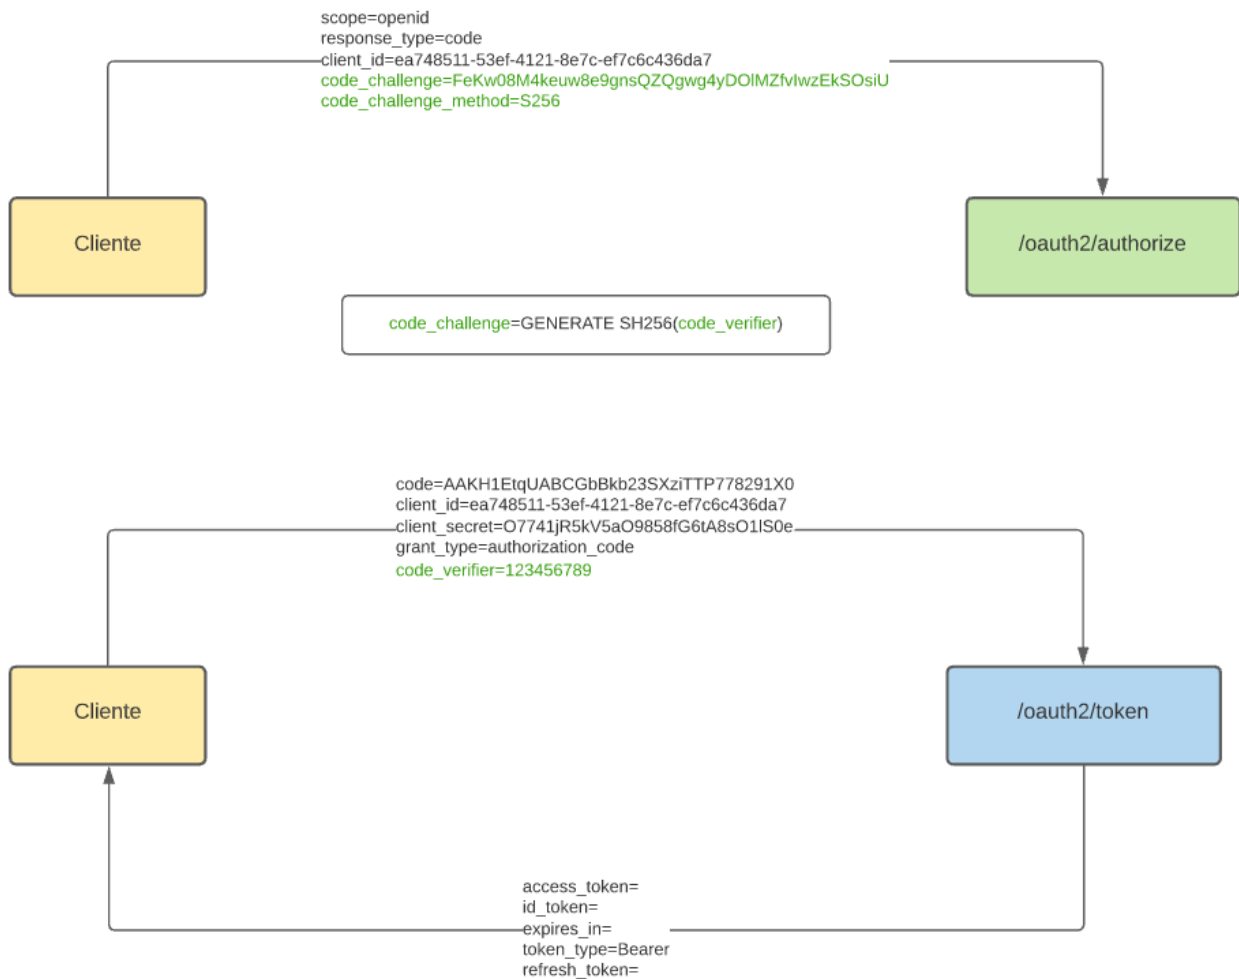 scope=openid
response_type=code
client_id=ea748511-53ef-4121-8e7c-ef7c6c436da7
code_challenge=FeKw08M4keuw8e9gnsQZQgwg4yDOlMZfvIwzEkSOsiU
code_challenge_method=S256
Cliente
/oauth2/authorize
code_challenge=GENERATE SH256(code_verifier)
code=AAKH1EtqUABCGbBkb23SXziTTP778291X0
client_id=ea748511-53ef-4121-8e7c-ef7c6c436da7
client_secret=O7741jR5kV5aO9858fG6tA8sO1lS0e
grant_type=authorization_code
code_verifier=123456789
Cliente
/oauth2/token
access_token=
id_token=
expires_in=
token_type=Bearer
refresh_token=